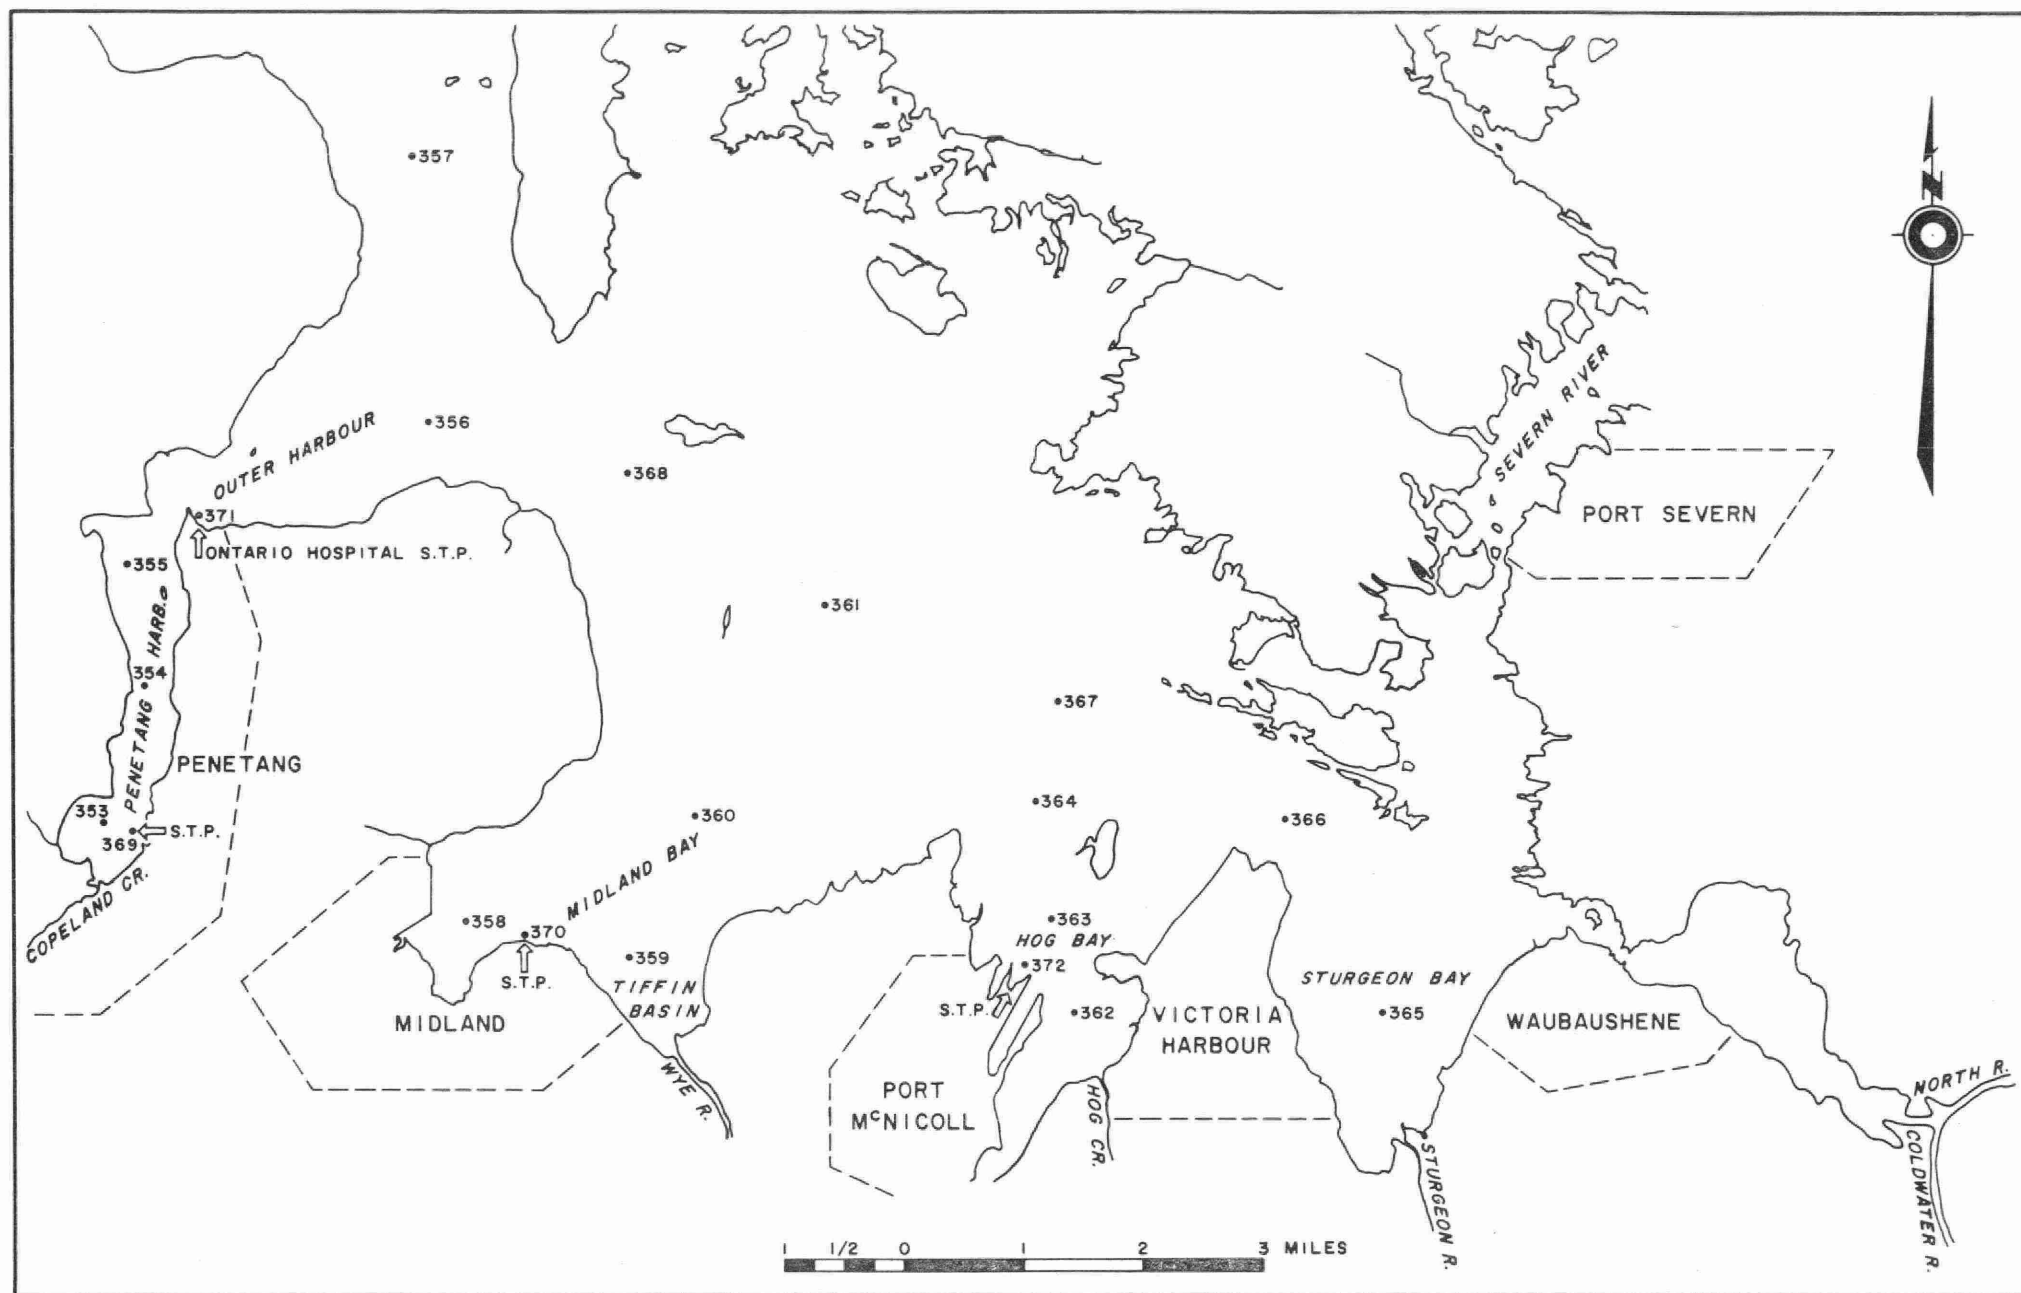 357
N
356
OUTER HARBOUR
368
371
ONTARIO HOSPITAL S.T.P.
SEVERN RIVER
PORT SEVERN
355
PENETANG HARB.
361
354
367
PENETANG
353
369
S.T.P.
COPELAND CR.
360
364
366
MIDLAND BAY
358
370
S.T.P.
359
TIFFIN
BASIN
MIDLAND
WYE R.
363
HOG BAY
372
S.T.P.
362
PORT
McNICOLL
HOG CR.
VICTORIA
HARBOUR
STURGEON BAY
365
STURGEON R.
WAUBAUSHENE
NORTH R.
COLDWATER R.
1 1/2 0 1 2 3 MILES